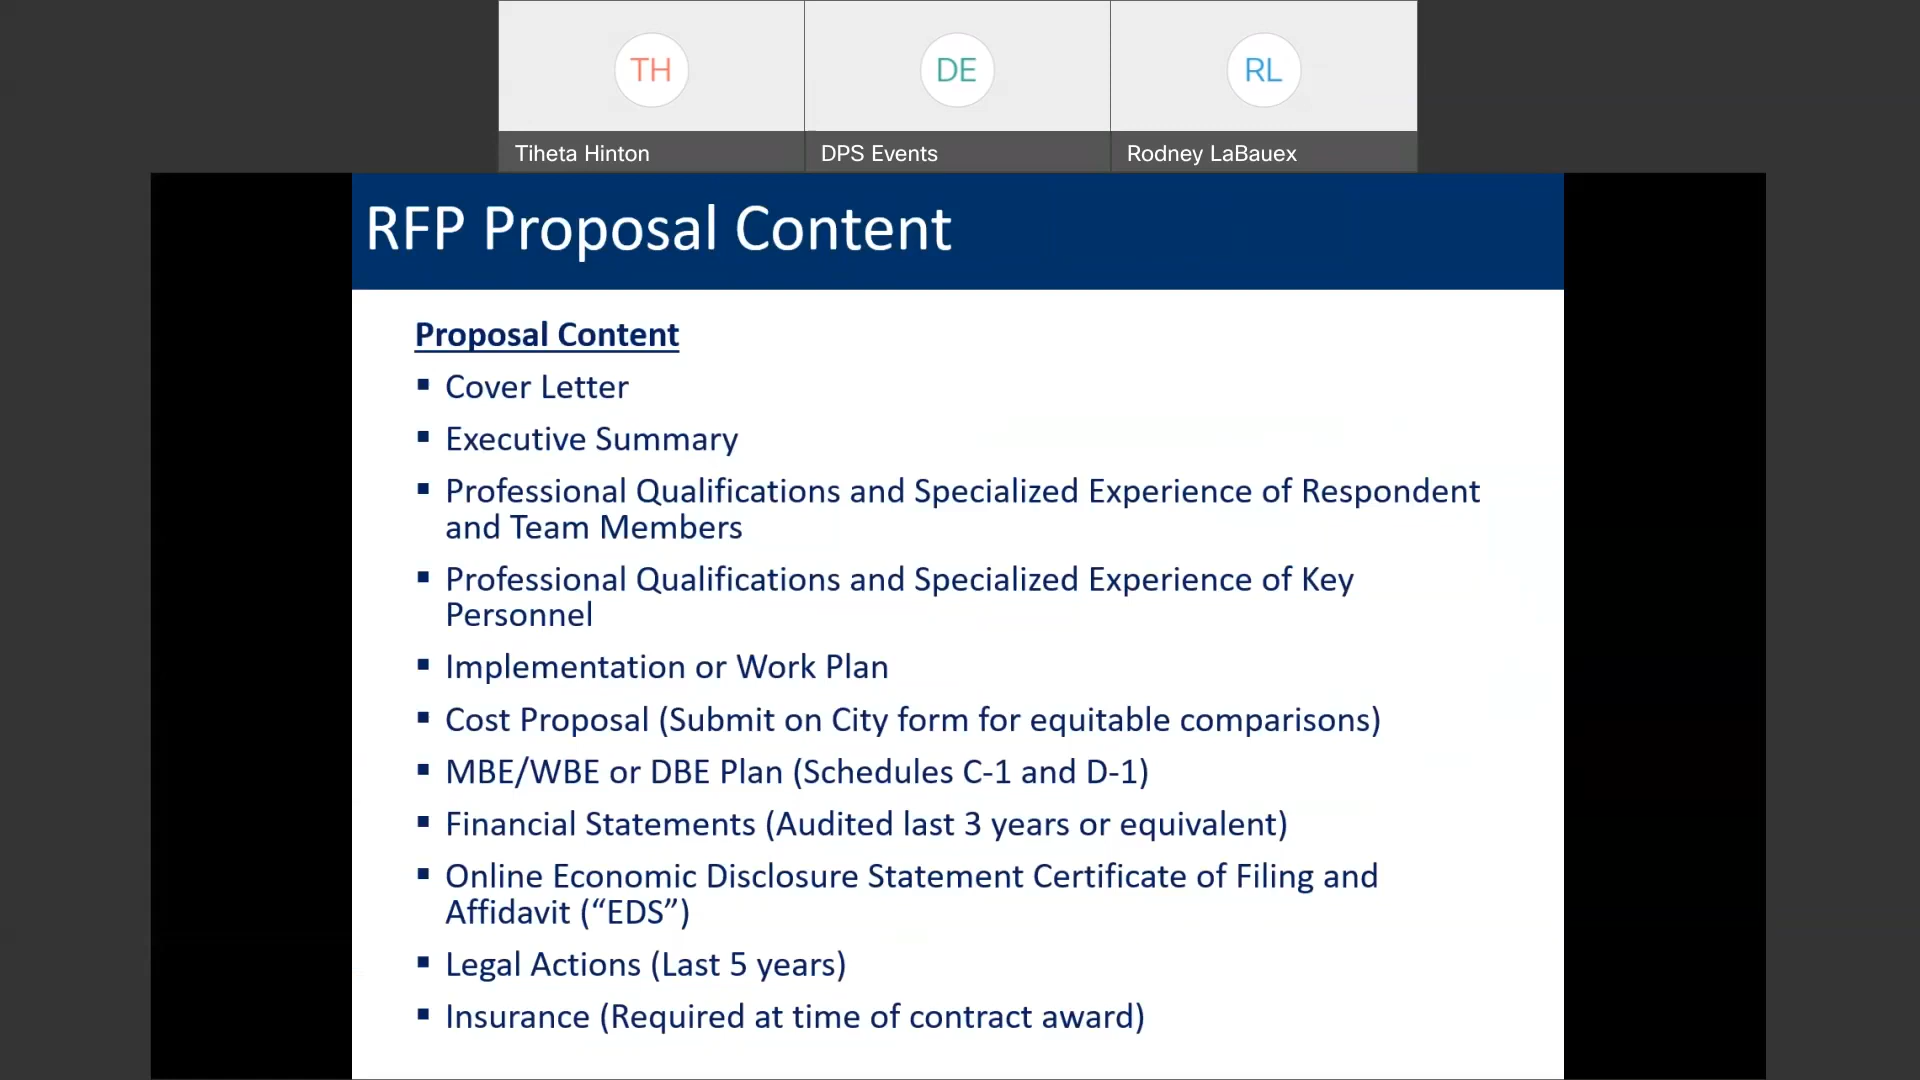 TH
DE
RL
Tiheta Hinton
DPS Events
Rodney LaBauex
RFP Proposal Content
Proposal Content
▪ Cover Letter
▪ Executive Summary
▪ Professional Qualifications and Specialized Experience of Respondent
and Team Members
▪ Professional Qualifications and Specialized Experience of Key
Personnel
▪ Implementation or Work Plan
▪ Cost Proposal (Submit on City form for equitable comparisons)
▪ MBE/WBE or DBE Plan (Schedules C-1 and D-1)
▪ Financial Statements (Audited last 3 years or equivalent)
▪ Online Economic Disclosure Statement Certificate of Filing and
Affidavit (“EDS”)
▪ Legal Actions (Last 5 years)
▪ Insurance (Required at time of contract award)